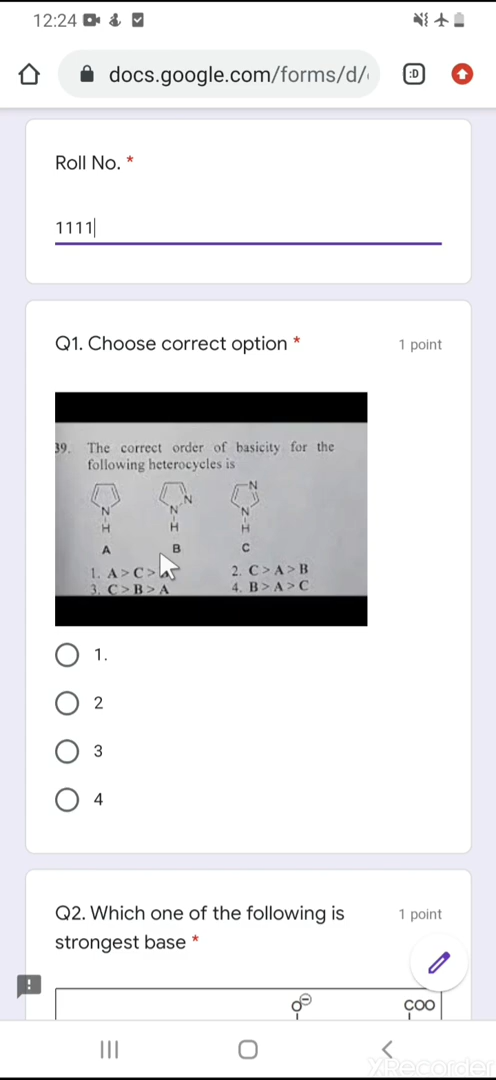 12:24
docs.google.com/forms/d/
:D
Roll No. *
1111
Q1. Choose correct option *
1 point
39. The correct order of basicity for the
following heterocycles is
N N N N N
H H H
A B C
1. A>C> 2. C>A>B
3. C>B>A 4. B>A>C
1.
2
3
4
Q2. Which one of the following is
strongest base *
1 point
!
O⊖ COO
XRecorder